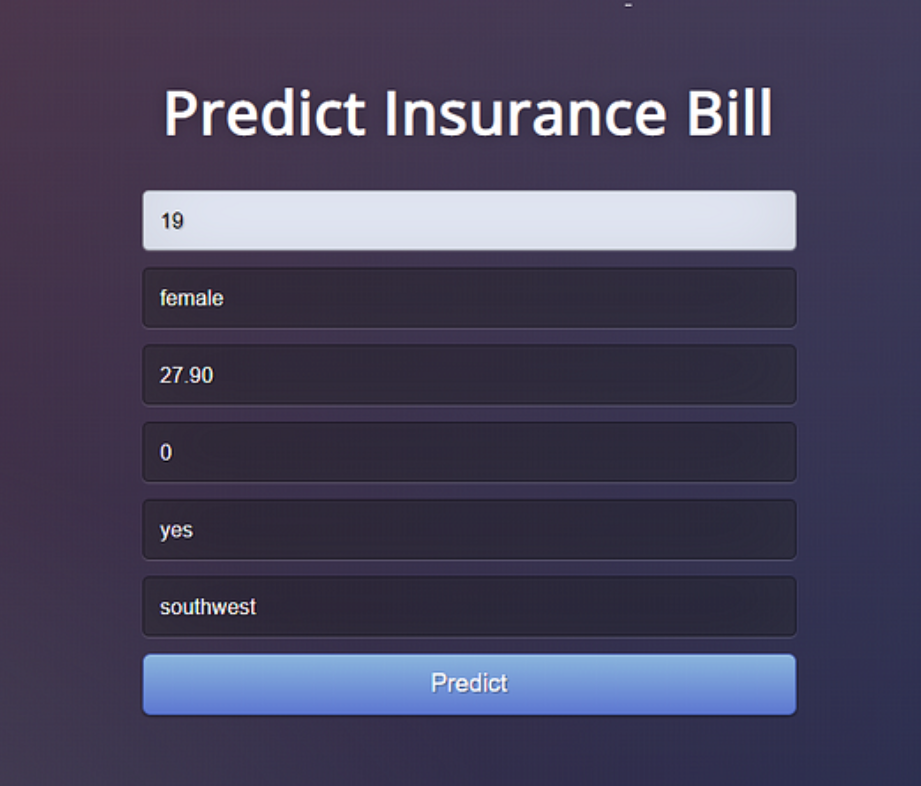 Predict Insurance Bill
19
female
27.90
0
yes
southwest
Predict